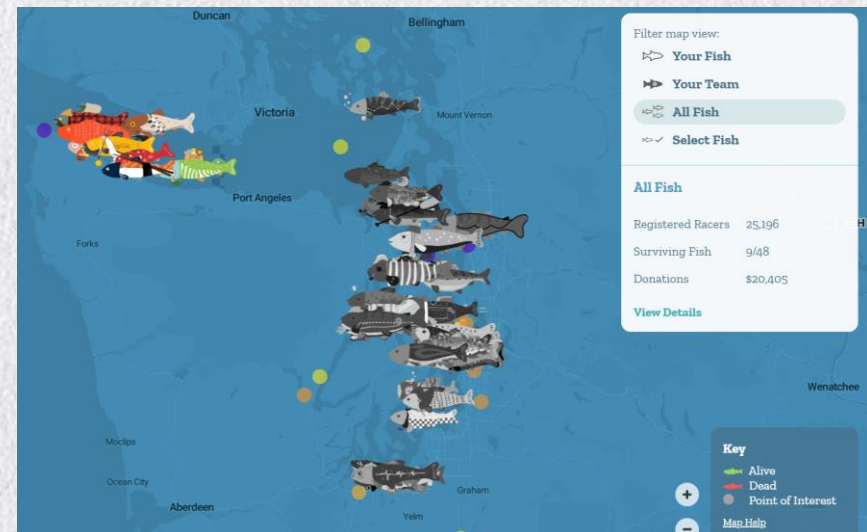 Duncan
Bellingham
Victoria
Mount Vernon
Port Angeles
Forks
Wenatchee
Moclips
Ocean City
Aberdeen
Graham
Yelm
Filter map view:
Your Fish
Your Team
All Fish
Select Fish
All Fish
Registered Racers 25,196
Surviving Fish 9/48
Donations $20,405
View Details
H
Key
Alive
Dead
Point of Interest
Map Help
+
−